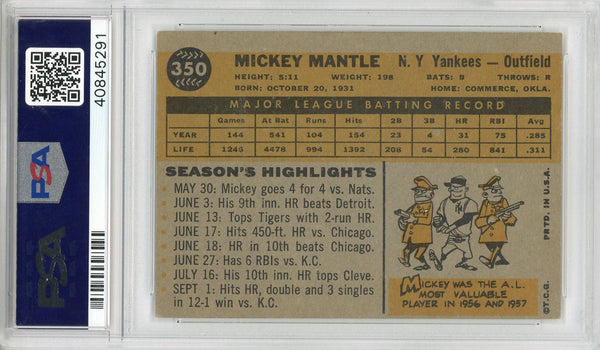 PSA
PSA
40845291
350
MICKEY MANTLE N. Y Yankees — Outfield
HEIGHT: 5:11 WEIGHT: 198 BATS: B THROWS: R
BORN: OCTOBER 20, 1931 HOME: COMMERCE, OKLA.
MAJOR LEAGUE BATTING RECORD
Games At Bat Runs Hits 2B 3B HR RBI Avg.
YEAR 144 541 104 154 23 4 31 75 .285
LIFE 1246 4478 994 1392 208 54 280 841 .311
SEASON'S HIGHLIGHTS
MAY 30: Mickey goes 4 for 4 vs. Nats.
JUNE 3: His 9th inn. HR beats Detroit.
JUNE 13: Tops Tigers with 2-run HR.
JUNE 17: Hits 450-ft. HR vs. Chicago.
JUNE 18: HR in 10th beats Chicago.
JUNE 27: Has 6 RBIs vs. K.C.
JULY 16: His 10th inn. HR tops Cleve.
SEPT 1: Hits HR, double and 3 singles
in 12-1 win vs. K.C.
NY
MICKEY WAS THE A.L.
MOST VALUABLE
PLAYER IN
1956 AND 1957
©T.C.G. PRTD. IN U.S.A.